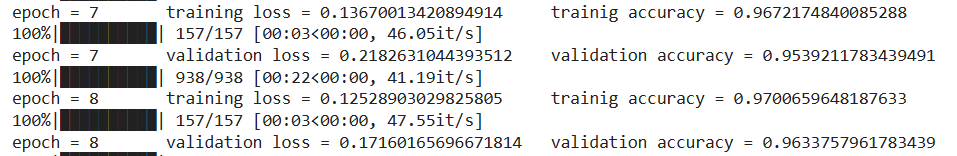 epoch = 7 training loss = 0.13670013420894914 trainig accuracy = 0.9672174840085288
100%|██████████| 157/157 [00:03<00:00, 46.05it/s]
epoch = 7 validation loss = 0.2182631044393512 validation accuracy = 0.9539211783439491
100%|██████████| 938/938 [00:22<00:00, 41.19it/s]
epoch = 8 training loss = 0.12528903029825805 trainig accuracy = 0.9700659648187633
100%|██████████| 157/157 [00:03<00:00, 47.55it/s]
epoch = 8 validation loss = 0.17160165696671814 validation accuracy = 0.9633757961783439